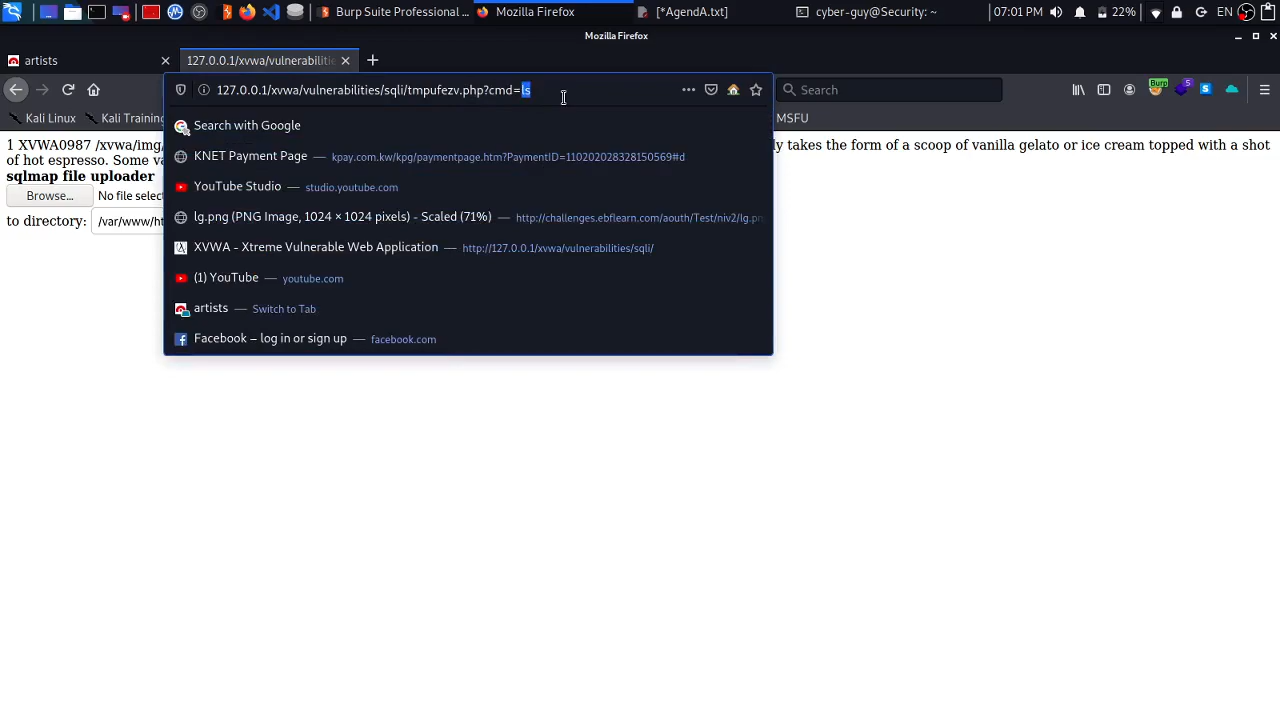 Burp Suite Professional ... Mozilla Firefox [*AgendA.txt] cyber-guy@Security: ~ 07:01 PM 22% EN
Mozilla Firefox
artists 127.0.0.1/xvwa/vulnerabilitie
127.0.0.1/xvwa/vulnerabilities/sqli/tmpufezv.php?cmd=ls Search Burp 5 S
Kali Linux Kali Training MSFU
Search with Google
1 XVWA0987 /xvwa/img/ ly takes the form of a scoop of vanilla gelato or ice cream topped with a shot
of hot espresso. Some va
KNET Payment Page — kpay.com.kw/kpg/paymentpage.htm?PaymentID=110202028328150569#d
sqlmap file uploader
YouTube Studio — studio.youtube.com
Browse... No file select
to directory: /var/www/ht
lg.png (PNG Image, 1024 × 1024 pixels) - Scaled (71%) — http://challenges.ebflearn.com/aouth/Test/niv2/lg.pn
XVWA - Xtreme Vulnerable Web Application — http://127.0.0.1/xvwa/vulnerabilities/sqli/
(1) YouTube — youtube.com
artists — Switch to Tab
Facebook – log in or sign up — facebook.com